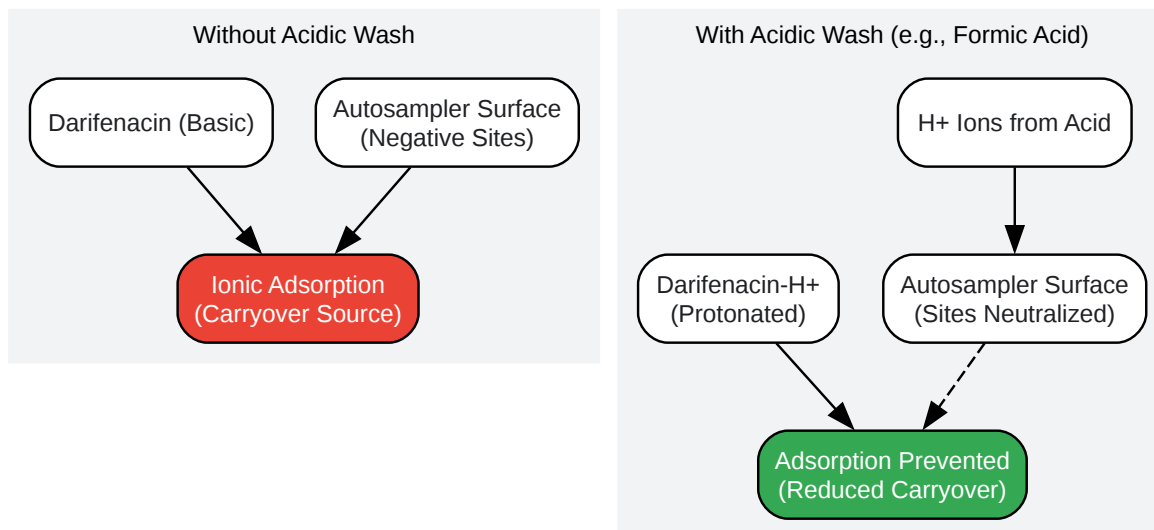 Without Acidic Wash
Darifenacin (Basic)
Autosampler Surface
(Negative Sites)
Ionic Adsorption
(Carryover Source)
With Acidic Wash (e.g., Formic Acid)
H+ Ions from Acid
Darifenacin-H+
(Protonated)
Autosampler Surface
(Sites Neutralized)
Adsorption Prevented
(Reduced Carryover)